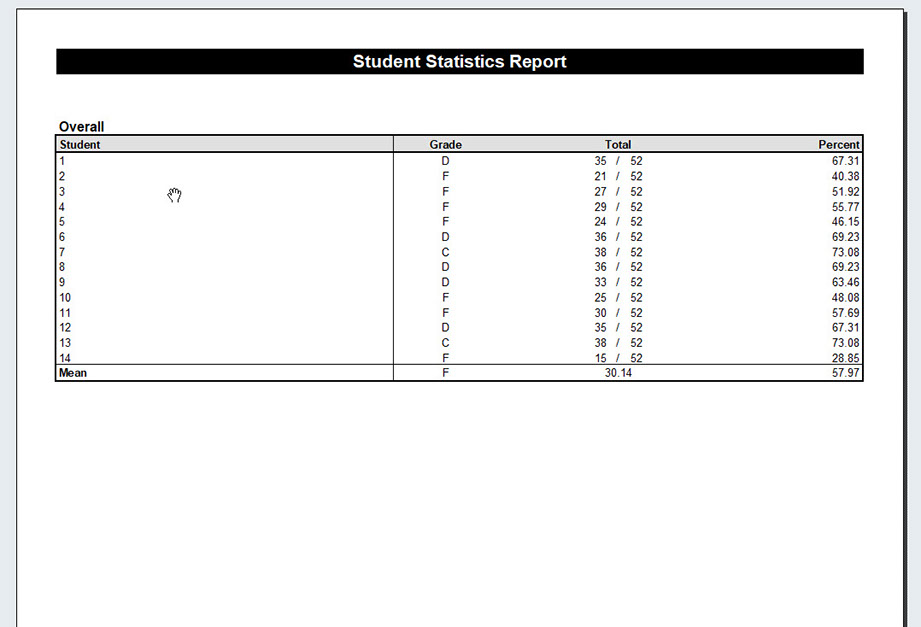 Student Statistics Report
Overall
Student Grade Total Percent
1 D 35 / 52 67.31
2 F 21 / 52 40.38
3 F 27 / 52 51.92
4 F 29 / 52 55.77
5 F 24 / 52 46.15
6 D 36 / 52 69.23
7 C 38 / 52 73.08
8 D 36 / 52 69.23
9 D 33 / 52 63.46
10 F 25 / 52 48.08
11 F 30 / 52 57.69
12 D 35 / 52 67.31
13 C 38 / 52 73.08
14 F 15 / 52 28.85
Mean F 30.14 57.97